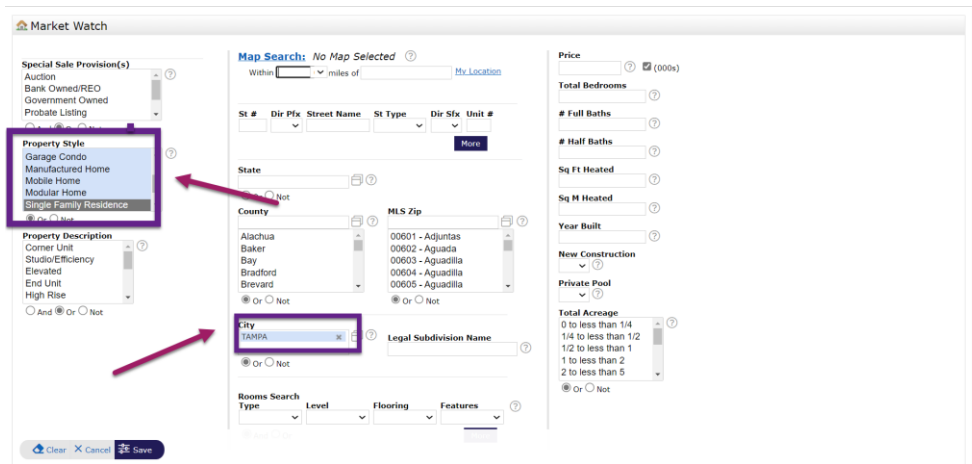 Market Watch
Special Sale Provision(s)
Auction
Bank Owned/REO
Government Owned
Probate Listing
And Or Not
Property Style
Garage Condo
Manufactured Home
Mobile Home
Modular Home
Single Family Residence
Or Not
Property Description
Corner Unit
Studio/Efficiency
Elevated
End Unit
High Rise
And Or Not
Map Search: No Map Selected
Within miles of My Location
St # Dir Pfx Street Name St Type Dir Sfx Unit #
More
State
Or Not
County
Alachua
Baker
Bay
Bradford
Brevard
Or Not
MLS Zip
00601 - Adjuntas
00602 - Aguada
00603 - Aguadilla
00604 - Aguadilla
00605 - Aguadilla
Or Not
City
TAMPA
Or Not
Legal Subdivision Name
Rooms Search
Type Level Flooring Features
Price
(000s)
Total Bedrooms
# Full Baths
# Half Baths
Sq Ft Heated
Sq M Heated
Year Built
New Construction
Private Pool
Total Acreage
0 to less than 1/4
1/4 to less than 1/2
1/2 to less than 1
1 to less than 2
2 to less than 5
Or Not
Clear Cancel Save